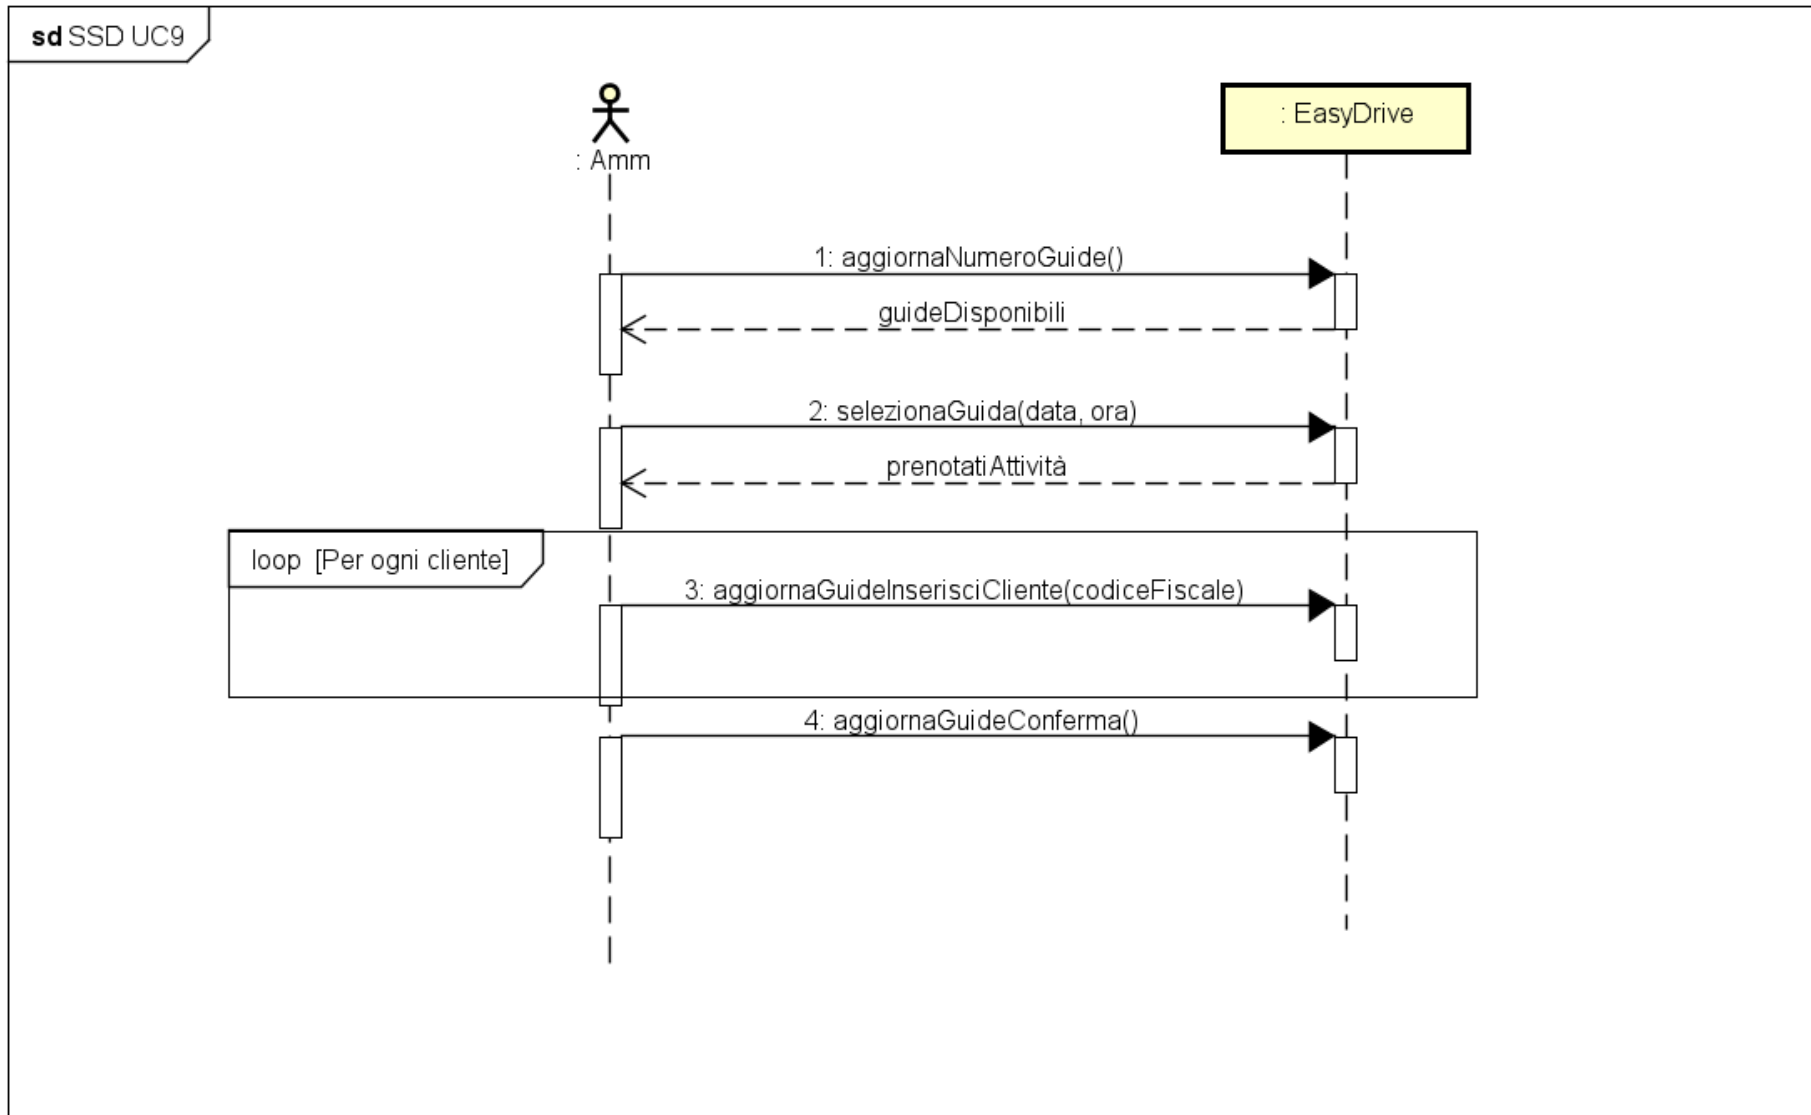 sd SSD UC9
: Amm
: EasyDrive
1: aggiornaNumeroGuide()
guideDisponibili
2: selezionaGuida(data, ora)
prenotatiAttività
loop [Per ogni cliente]
3: aggiornaGuideInserisciCliente(codiceFiscale)
4: aggiornaGuideConferma()